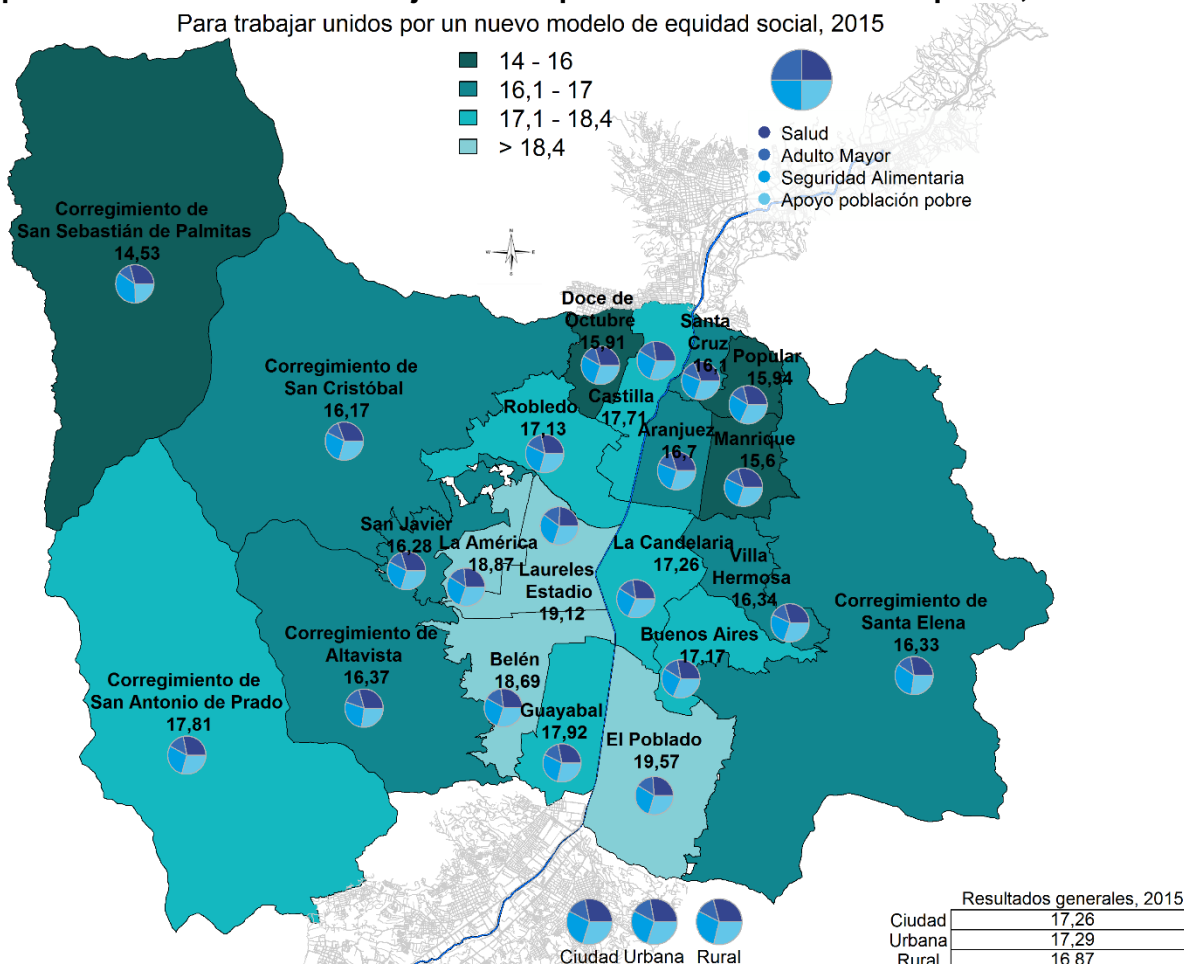 Para trabajar unidos por un nuevo modelo de equidad social, 2015
14 - 16
16,1 - 17
17,1 - 18,4
> 18,4
Salud
Adulto Mayor
Seguridad Alimentaria
Apoyo población pobre
N
W
E
S
Corregimiento de
San Sebastián de Palmitas
14,53
Doce de
Octubre
15,91
Santa
Cruz
16,1
Popular
15,94
Corregimiento de
San Cristóbal
16,17
Castilla
17,71
Robledo
17,13
Aranjuez
16,7
Manrique
15,6
San Javier
16,28
La América
18,87
Laureles
Estadio
19,12
La Candelaria
17,26
Villa
Hermosa
16,34
Corregimiento de
Santa Elena
16,33
Corregimiento de
Altavista
16,37
Buenos Aires
17,17
Belén
18,69
Corregimiento de
San Antonio de Prado
17,81
Guayabal
17,92
El Poblado
19,57
Ciudad Urbana Rural
Resultados generales, 2015
Ciudad 17,26
Urbana 17,29
Rural 16,87